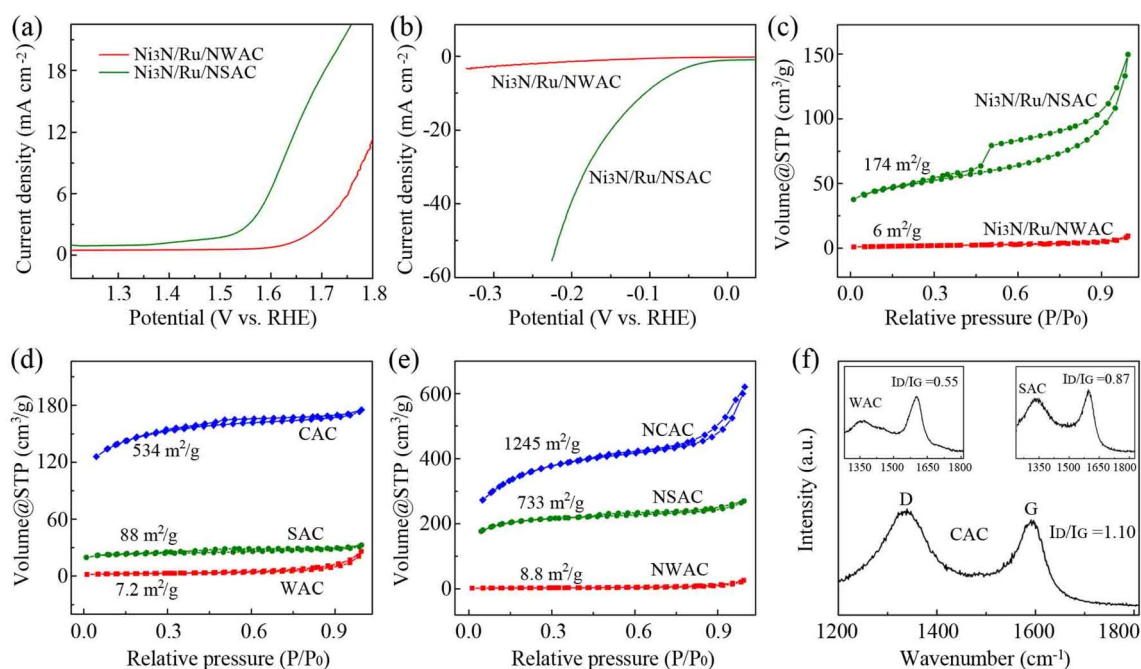 (a)
Ni3N/Ru/NWAC
Ni3N/Ru/NSAC
Current density (mA cm-2)
18
12
6
0
1.3 1.4 1.5 1.6 1.7 1.8
Potential (V vs. RHE)
(b)
Ni3N/Ru/NWAC
Ni3N/Ru/NSAC
Current density (mA cm-2)
0
-20
-40
-60
-0.3 -0.2 -0.1 0.0
Potential (V vs. RHE)
(c)
Ni3N/Ru/NSAC
174 m2/g
6 m2/g
Ni3N/Ru/NWAC
Volume@STP (cm3/g)
150
100
50
0
0.0 0.3 0.6 0.9
Relative pressure (P/P0)
(d)
534 m2/g
CAC
88 m2/g
SAC
7.2 m2/g
WAC
Volume@STP (cm3/g)
180
120
60
0
0.0 0.3 0.6 0.9
Relative pressure (P/P0)
(e)
1245 m2/g
NCAC
733 m2/g
NSAC
8.8 m2/g
NWAC
Volume@STP (cm3/g)
600
400
200
0
0.0 0.3 0.6 0.9
Relative pressure (P/P0)
(f)
ID/IG =0.55
WAC
1350 1500 1650 1800
ID/IG =0.87
SAC
1350 1500 1650 1800
D
G
CAC
ID/IG =1.10
Intensity (a.u.)
1200 1400 1600 1800
Wavenumber (cm-1)